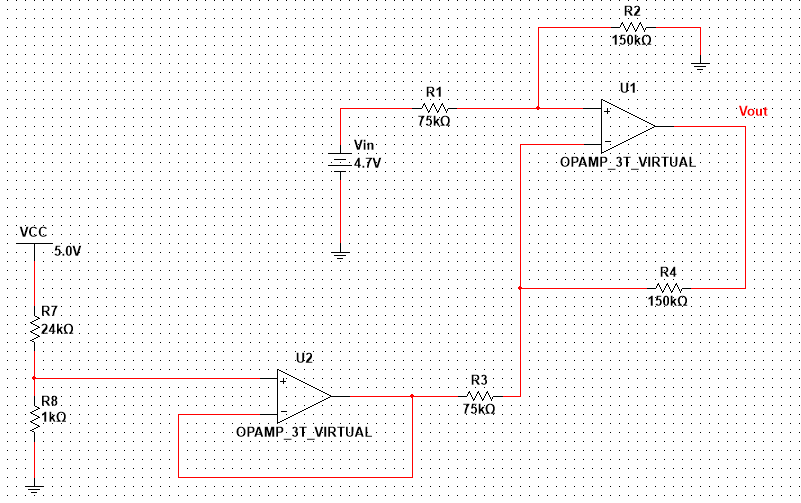 R2
150kΩ
U1
R1
75kΩ
+
Vout
−
Vin
4.7V
OPAMP_3T_VIRTUAL
VCC
5.0V
R4
150kΩ
R7
24kΩ
U2
+
R3
75kΩ
R8
1kΩ
−
OPAMP_3T_VIRTUAL